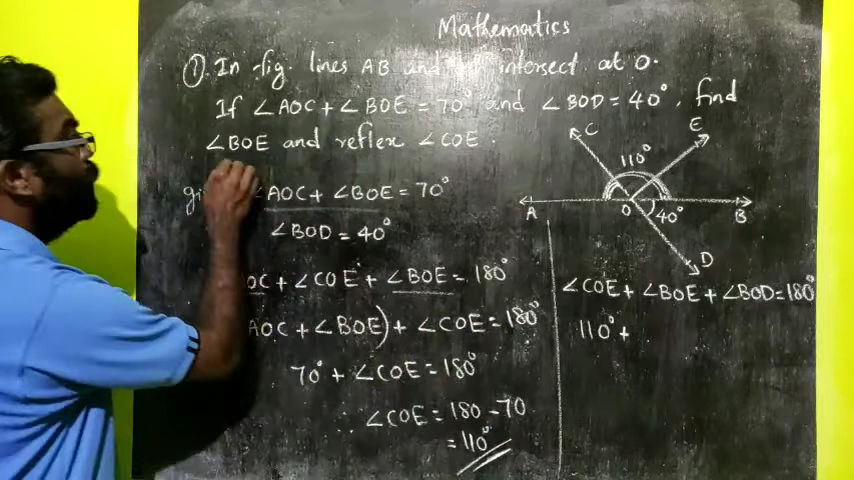 Mathematics
① In fig. lines AB and intersect at O.
If ∠AOC + ∠BOE = 70° and ∠BOD = 40°, find
∠BOE and reflex ∠COE.
∠AOC + ∠BOE = 70°
∠BOD = 40°
OC + ∠COE + ∠BOE = 180°
AOC + ∠BOE) + ∠COE = 180°
70° + ∠COE = 180°
∴ ∠COE = 180 - 70
= 110°
C
E
110°
A
O
40°
B
D
∠COE + ∠BOE + ∠BOD = 180°
110° +